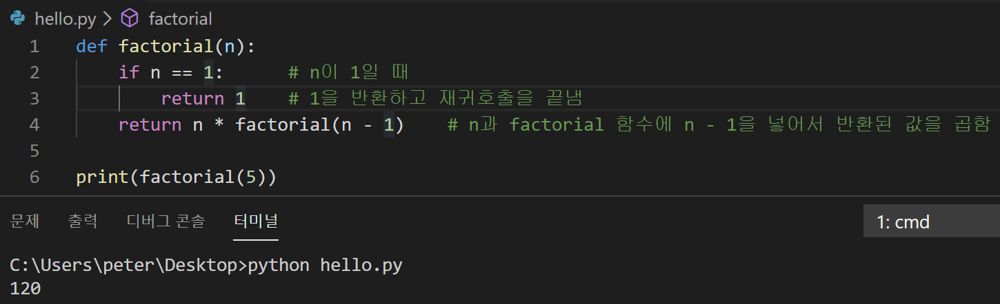 hello.py > factorial
1 def factorial(n):
2     if n == 1:      # n이 1일 때
3         return 1    # 1을 반환하고 재귀호출을 끝냄
4     return n * factorial(n - 1)    # n과 factorial 함수에 n - 1을 넣어서 반환된 값을 곱함
5
6 print(factorial(5))
문제 출력 디버그 콘솔 터미널 1: cmd
C:\Users\peter\Desktop>python hello.py
120